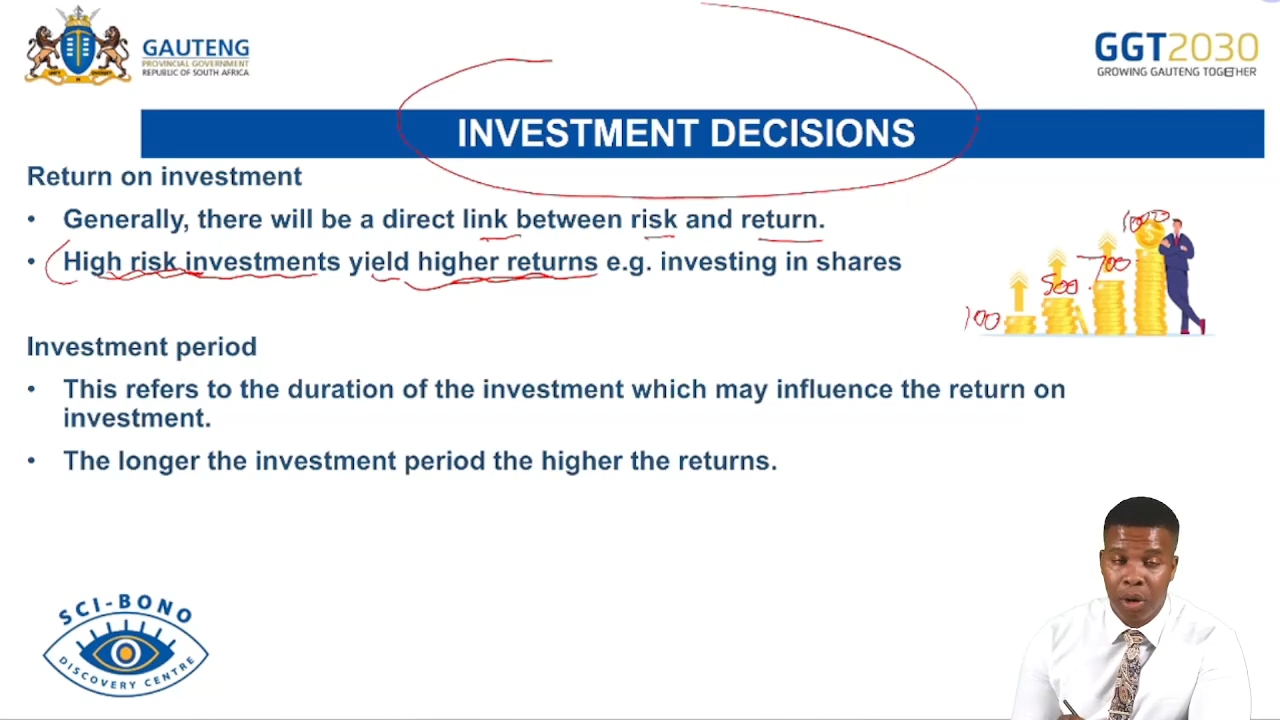 GAUTENG
PROVINCIAL GOVERNMENT
REPUBLIC OF SOUTH AFRICA
GGT2030
GROWING GAUTENG TOGETHER
INVESTMENT DECISIONS
Return on investment
• Generally, there will be a direct link between risk and return.
• High risk investments yield higher returns e.g. investing in shares
100
500
700
1000
Investment period
• This refers to the duration of the investment which may influence the return on
investment.
• The longer the investment period the higher the returns.
SCI-BONO
DISCOVERY CENTRE